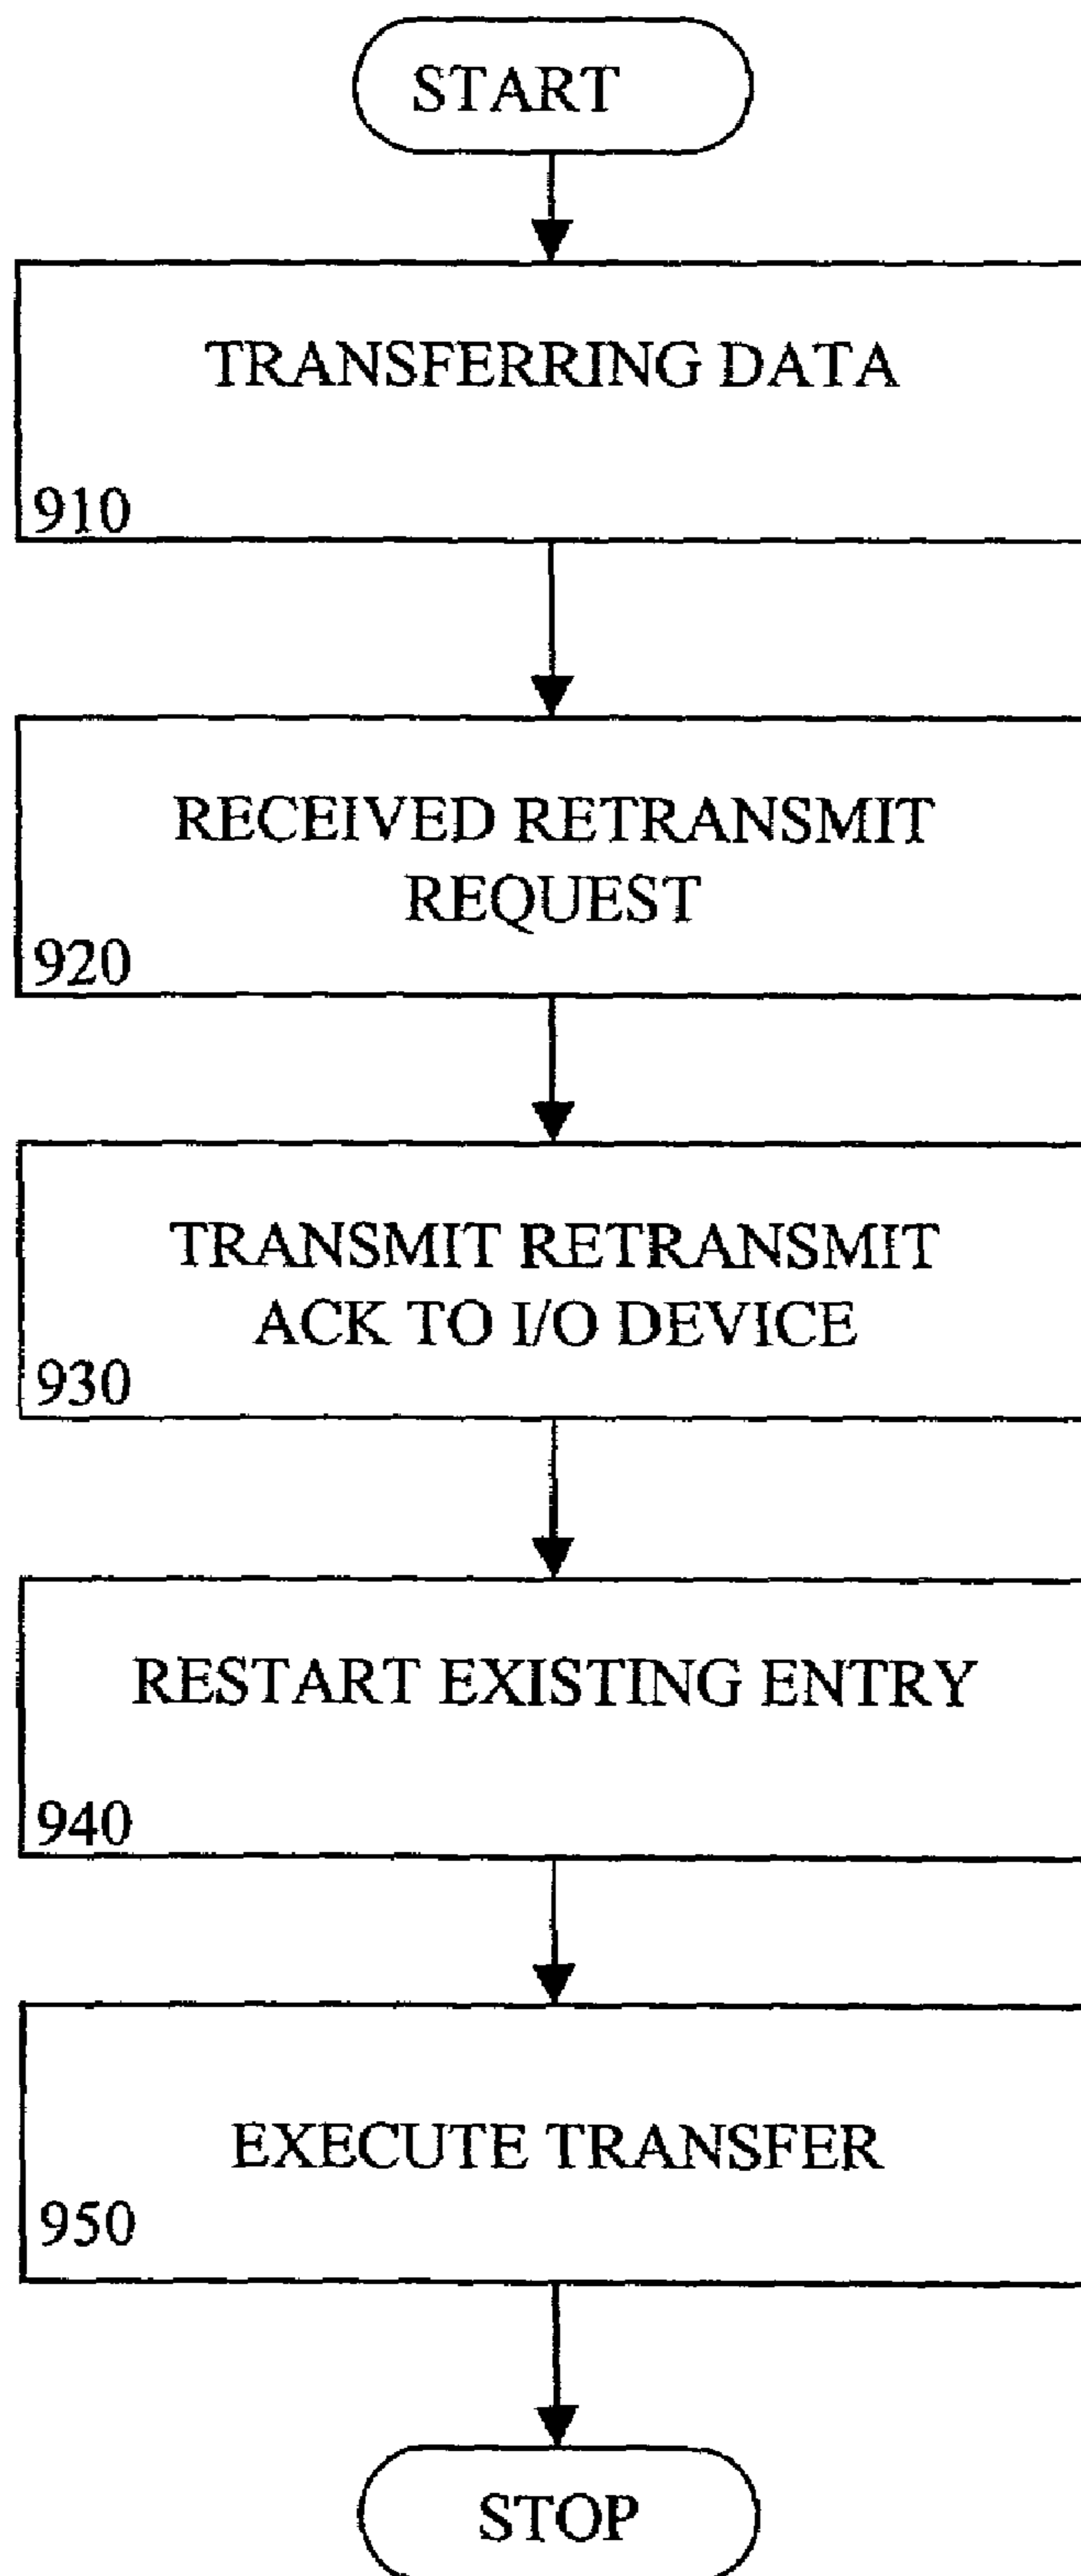 START
TRANSFERRING DATA
910
RECEIVED RETRANSMIT
REQUEST
920
TRANSMIT RETRANSMIT
ACK TO I/O DEVICE
930
RESTART EXISTING ENTRY
940
EXECUTE TRANSFER
950
STOP